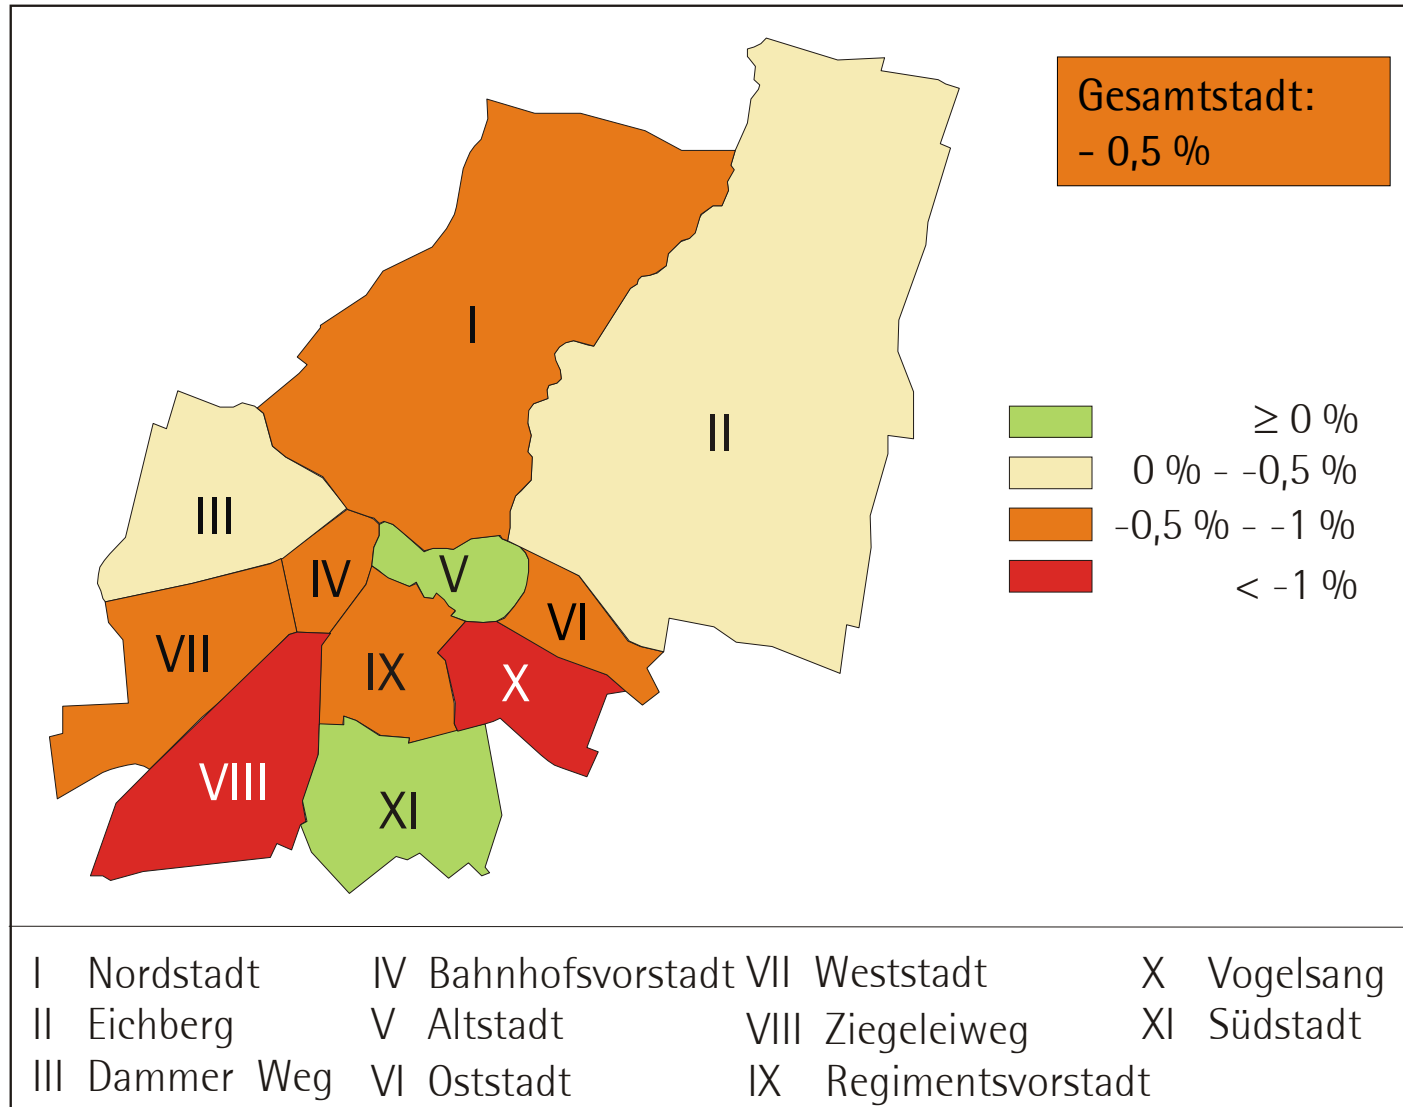 Gesamtstadt:
- 0,5 %
I
II
III
IV
V
VI
VII
IX
X
VIII
XI
≥ 0 %
0 % - -0,5 %
-0,5 % - -1 %
< -1 %
I Nordstadt
II Eichberg
III Dammer Weg
IV Bahnhofsvorstadt
V Altstadt
VI Oststadt
VII Weststadt
VIII Ziegeleiweg
IX Regimentsvorstadt
X Vogelsang
XI Südstadt